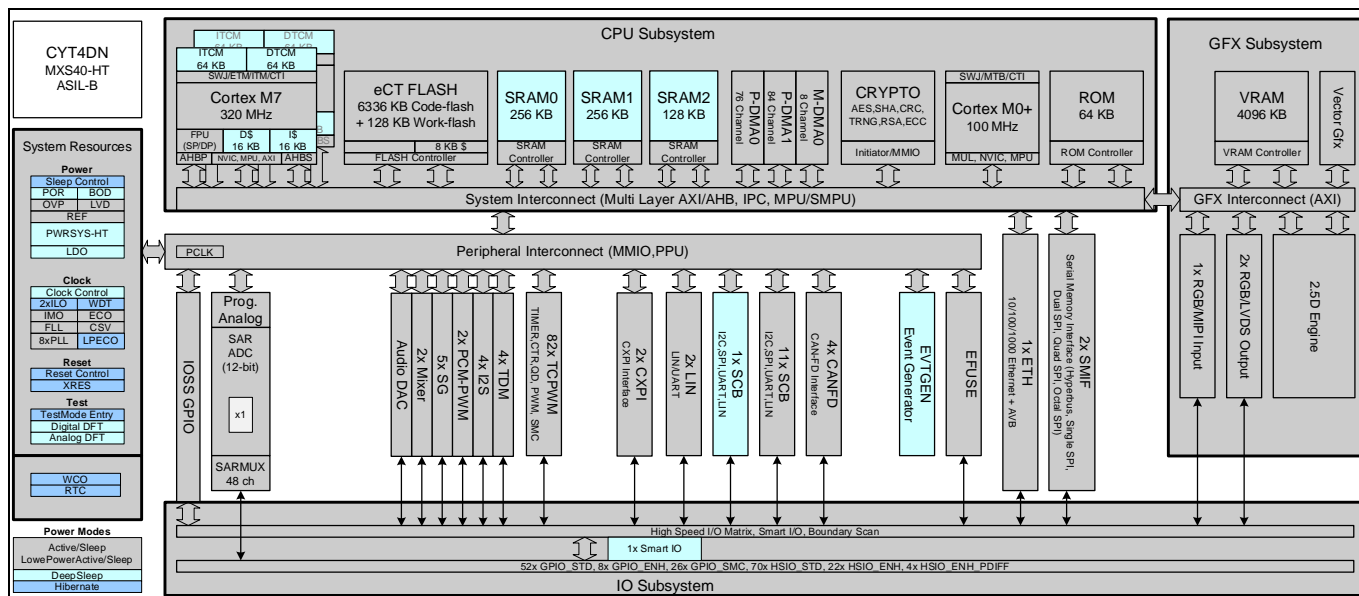 CYT4DN
MXS40-HT
ASIL-B
System Resources
Power
Sleep Control
POR BOD
OVP LVD
REF
PWRSYS-HT
LDO
Clock
Clock Control
2xILO WDT
IMO ECO
FLL CSV
8xPLL LPECO
Reset
Reset Control
XRES
Test
TestMode Entry
Digital DFT
Analog DFT
WCO
RTC
Power Modes
Active/Sleep
LowePowerActive/Sleep
DeepSleep
Hibernate
CPU Subsystem
ITCM
DTCM
ITCM
64 KB
DTCM
64 KB
SWJ/ETM/ITM/CTI
Cortex M7
320 MHz
FPU
(SP/DP)
D$
16 KB
I$
16 KB
AHBP NVIC, MPU, AXI AHBS
eCT FLASH
6336 KB Code-flash
+ 128 KB Work-flash
8 KB $
FLASH Controller
SRAM0
256 KB
SRAM
Controller
SRAM1
256 KB
SRAM
Controller
SRAM2
128 KB
SRAM
Controller
P-DMA0
76 Channel
P-DMA1
84 Channel
M-DMA0
8 Channel
CRYPTO
AES,SHA,CRC,
TRNG,RSA,ECC
Initiator/MMIO
SWJ/MTB/CTI
Cortex M0+
100 MHz
MUL, NVIC, MPU
ROM
64 KB
ROM Controller
System Interconnect (Multi Layer AXI/AHB, IPC, MPU/SMPU)
GFX Subsystem
VRAM
4096 KB
VRAM Controller
Vector Gfx
GFX Interconnect (AXI)
1x RGB/MIPI Input
2x RGB/LVDS Output
2.5D Engine
PCLK
Peripheral Interconnect (MMIO,PPU)
IOSS GPIO
Prog.
Analog
SAR
ADC
(12-bit)
x1
SARMUX
48 ch
Audio DAC
2x Mixer
5x SG
2x PCM-PWM
4x I2S
4x TDM
82x TCPWM
TIMER,CTR,QD, PWM, SMC
2x CXPI
CXPI Interface
2x LIN
LIN/UART
1x SCB
I2C,SPI,UART,LIN
11x SCB
I2C,SPI,UART,LIN
4x CANFD
CAN-FD Interface
EVTGEN
Event Generator
EFUSE
1x ETH
10/100/1000 Ethernet + AVB
2x SMIF
Serial Memory Interface (Hyperbus, Single SPI,
Dual SPI, Quad SPI, Octal SPI)
High Speed I/O Matrix, Smart I/O, Boundary Scan
1x Smart IO
52x GPIO_STD, 8x GPIO_ENH, 26x GPIO_SMC, 70x HSIO_STD, 22x HSIO_ENH, 4x HSIO_ENH_PDIFF
IO Subsystem